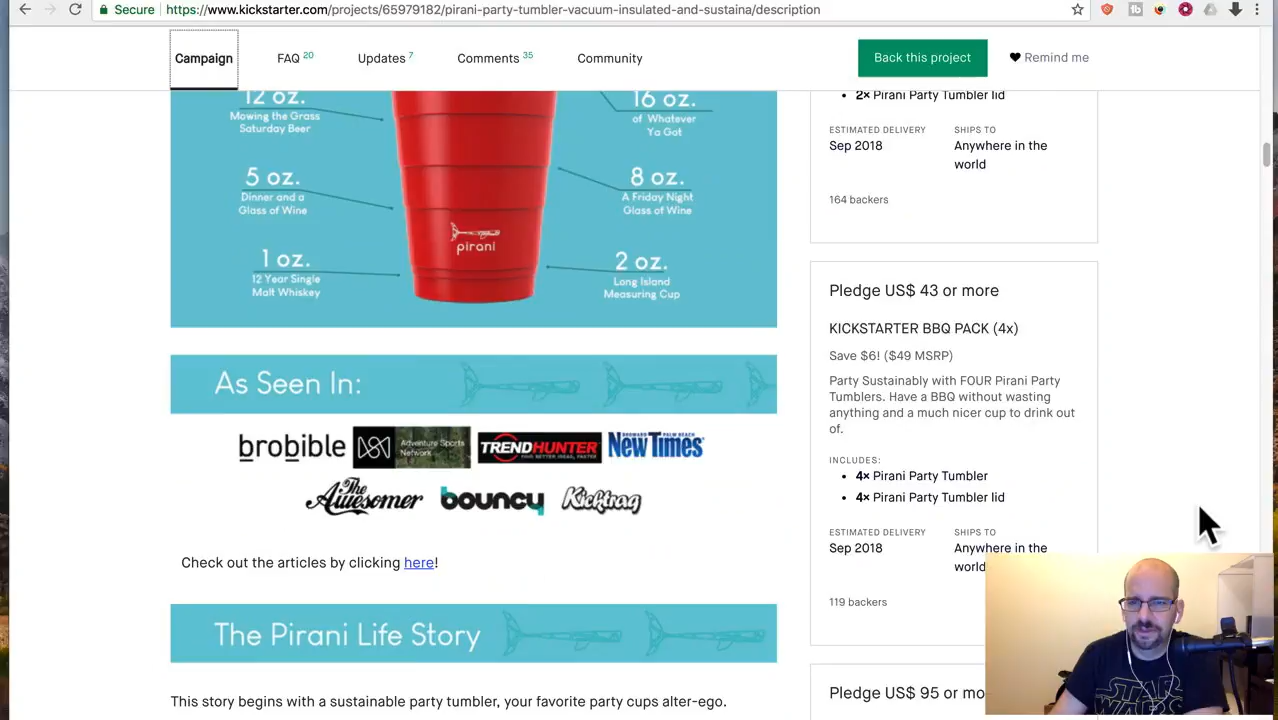 Secure
https://www.kickstarter.com/projects/65979182/pirani-party-tumbler-vacuum-insulated-and-sustaina/description
Campaign
FAQ 20
Updates 7
Comments 35
Community
Back this project
Remind me
12 oz.
Mowing the Grass
Saturday Beer
16 oz.
of Whatever
Ya Got
5 oz.
Dinner and a
Glass of Wine
8 oz.
A Friday Night
Glass of Wine
pirani
1 oz.
12 Year Single
Malt Whiskey
2 oz.
Long Island
Measuring Cup
As Seen In:
brobible
Adventure Sports
Network
TRENDHUNTER
New Times
The
Awesomer
bouncy
Kicktraq
Check out the articles by clicking here!
The Pirani Life Story
This story begins with a sustainable party tumbler, your favorite party cups alter-ego.
2× Pirani Party Tumbler lid
ESTIMATED DELIVERY
Sep 2018
SHIPS TO
Anywhere in the
world
164 backers
Pledge US$ 43 or more
KICKSTARTER BBQ PACK (4x)
Save $6! ($49 MSRP)
Party Sustainably with FOUR Pirani Party
Tumblers. Have a BBQ without wasting
anything and a much nicer cup to drink out
of.
INCLUDES:
4× Pirani Party Tumbler
4× Pirani Party Tumbler lid
ESTIMATED DELIVERY
Sep 2018
SHIPS TO
Anywhere in the
world
119 backers
Pledge US$ 95 or mo
STAR
WARS